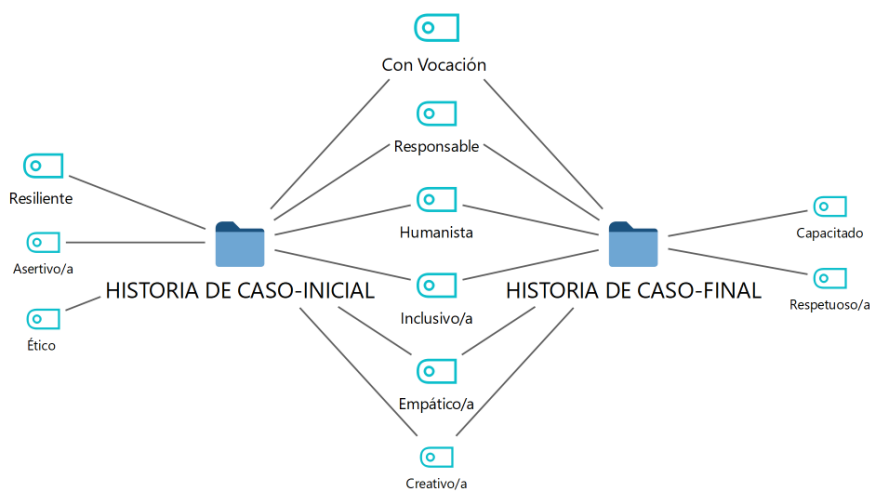 Con Vocación
Responsable
Resiliente
Humanista
Capacitado
Asertivo/a
HISTORIA DE CASO-INICIAL
HISTORIA DE CASO-FINAL
Respetuoso/a
Inclusivo/a
Ético
Empático/a
Creativo/a